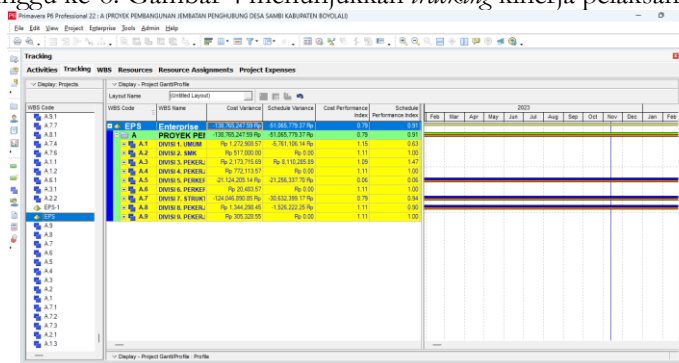 nggu ke-6. Gambar 4 menunjukkan tracking kinerja pelaksan
Primavera P6 Professional 22 : A (PROYEK PEMBANGUNAN JEMBATAN PENGHUBUNG DESA SAMBI KABUPATEN BOYOLALI)
File Edit View Project Enterprise Tools Admin Help
Tracking
Activities Tracking WBS Resources Resource Assignments Project Expenses
Display: Projects
Display - Project Gantt/Profile
Layout Name (Untitled Layout)
WBS Code
WBS Code WBS Name Cost Variance Schedule Variance Cost Performance Index Schedule Performance Index
2023
Feb Mar Apr May Jun Jul Aug Sep Oct Nov Dec Jan Feb
EPS Enterprise -138,765,247.59 Rp -51,065,779.37 Rp 0.79 0.91
A PROYEK PEI -138,765,247.59 Rp -51,065,779.37 Rp 0.79 0.91
A.1 DIVISI 1. UMUM Rp 1,272,900.57 -5,761,106.14 Rp 1.15 0.63
A.2 DIVISI 2. SMK Rp 517,000.00 Rp 0.00 1.11 1.00
A.3 DIVISI 3. PEKERJ Rp 2,173,715.69 Rp 8,110,285.89 1.09 1.47
A.4 DIVISI 4. PEKERJ Rp 772,113.57 Rp 0.00 1.11 1.00
A.5 DIVISI 5. PERKER -21,124,205.14 Rp -21,256,337.70 Rp 0.06 0.06
A.6 DIVISI 6. PERKER Rp 20,483.57 Rp 0.00 1.11 1.00
A.7 DIVISI 7. STRUKT -124,046,890.85 Rp -30,632,399.17 Rp 0.79 0.94
A.8 DIVISI 8. PEKERJ Rp 1,344,298.45 -1,526,222.25 Rp 1.11 0.90
A.9 DIVISI 9. PEKERJ Rp 305,320.55 Rp 0.00 1.11 1.00
A.9.1
A.7.7
A.8.1
A.7.4
A.7.6
A.1.1
A.4.1
A.6.1
A.3.1
A.2.2
EPS-1
EPS
A.9
A.8
A.7
A.6
A.5
A.4
A.3
A.2
A.1
A.7.1
A.7.2
A.7.3
A.2.1
A.1.3
Display - Project Gantt/Profile : Profile